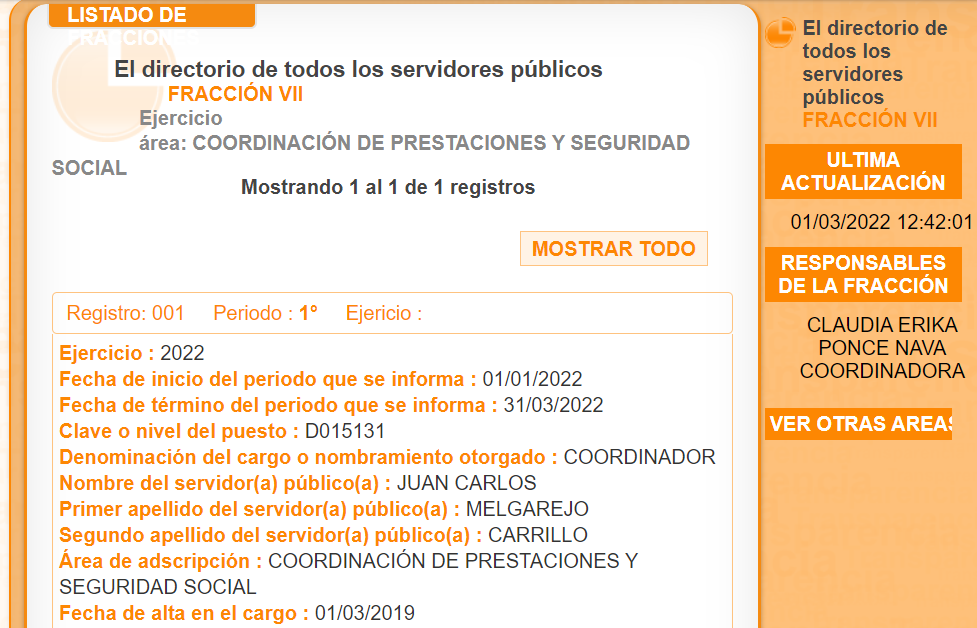 LISTADO DE
FRACCIONES
El directorio de todos los servidores públicos
FRACCIÓN VII
Ejercicio
área: COORDINACIÓN DE PRESTACIONES Y SEGURIDAD
SOCIAL
Mostrando 1 al 1 de 1 registros
MOSTRAR TODO
Registro: 001 Periodo : 1º Ejericio :
Ejercicio : 2022
Fecha de inicio del periodo que se informa : 01/01/2022
Fecha de término del periodo que se informa : 31/03/2022
Clave o nivel del puesto : D015131
Denominación del cargo o nombramiento otorgado : COORDINADOR
Nombre del servidor(a) público(a) : JUAN CARLOS
Primer apellido del servidor(a) público(a) : MELGAREJO
Segundo apellido del servidor(a) público(a) : CARRILLO
Área de adscripción : COORDINACIÓN DE PRESTACIONES Y
SEGURIDAD SOCIAL
Fecha de alta en el cargo : 01/03/2019
El directorio de
todos los
servidores
públicos
FRACCIÓN VII
ULTIMA
ACTUALIZACIÓN
01/03/2022 12:42:01
RESPONSABLES
DE LA FRACCIÓN
CLAUDIA ERIKA
PONCE NAVA
COORDINADORA
VER OTRAS AREAS